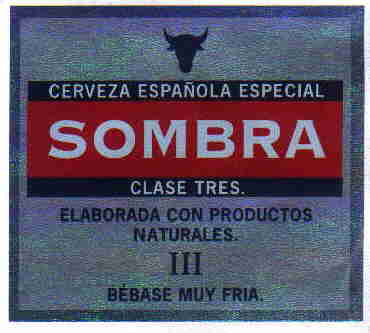 CERVEZA ESPAÑOLA ESPECIAL
SOMBRA
CLASE TRES.
ELABORADA CON PRODUCTOS
NATURALES.
III
BÉBASE MUY FRIA.